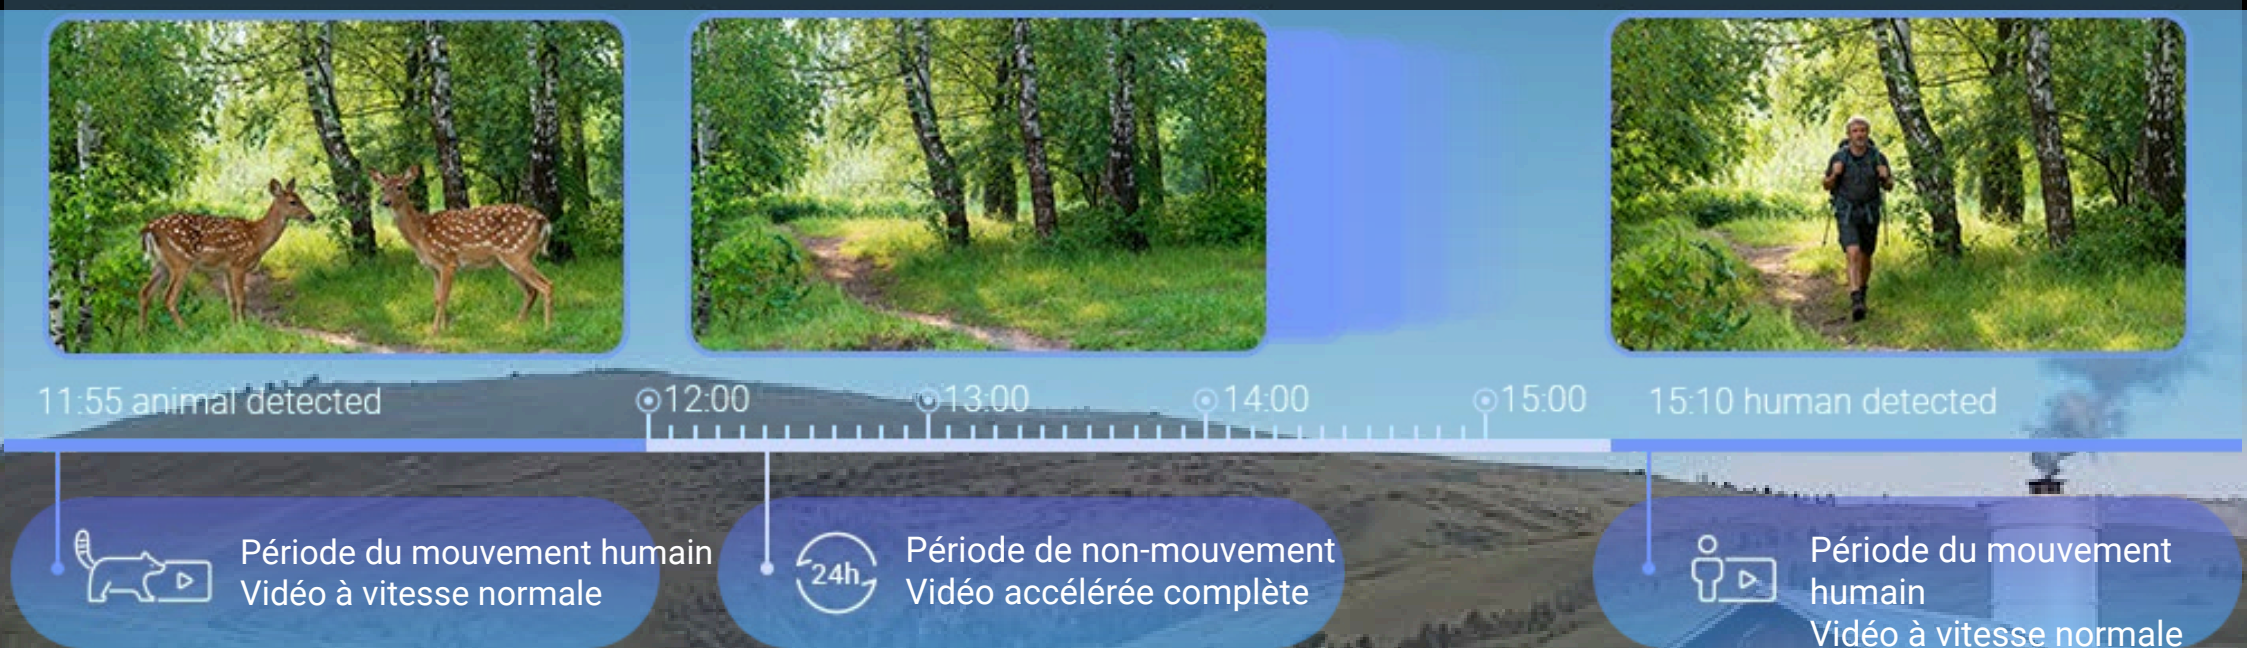 11:55 animal detected
12:00
13:00
14:00
15:00
15:10 human detected
Période du mouvement humain
Vidéo à vitesse normale
24h
Période de non-mouvement
Vidéo accélérée complète
Période du mouvement
humain
Vidéo à vitesse normale